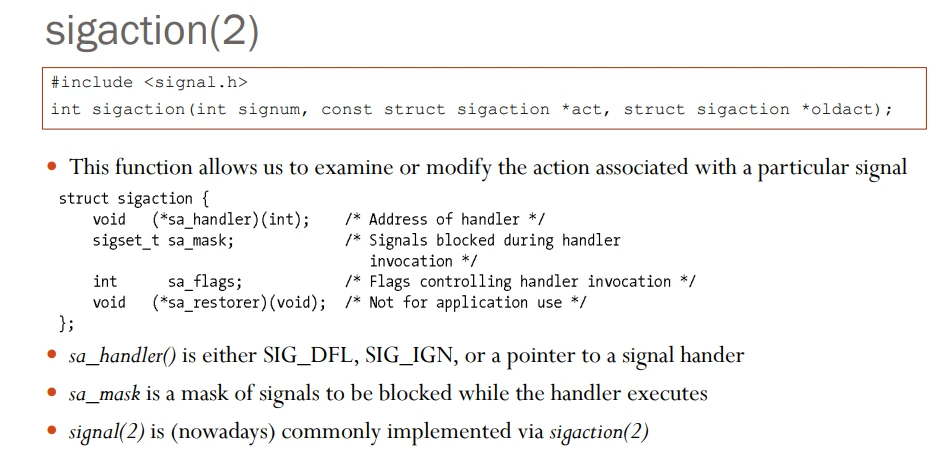 sigaction(2)
#include <signal.h>
int sigaction(int signum, const struct sigaction *act, struct sigaction *oldact);
• This function allows us to examine or modify the action associated with a particular signal
struct sigaction {
    void   (*sa_handler)(int);    /* Address of handler */
    sigset_t sa_mask;             /* Signals blocked during handler
                                     invocation */
    int      sa_flags;            /* Flags controlling handler invocation */
    void   (*sa_restorer)(void);  /* Not for application use */
};
• sa_handler() is either SIG_DFL, SIG_IGN, or a pointer to a signal hander
• sa_mask is a mask of signals to be blocked while the handler executes
• signal(2) is (nowadays) commonly implemented via sigaction(2)